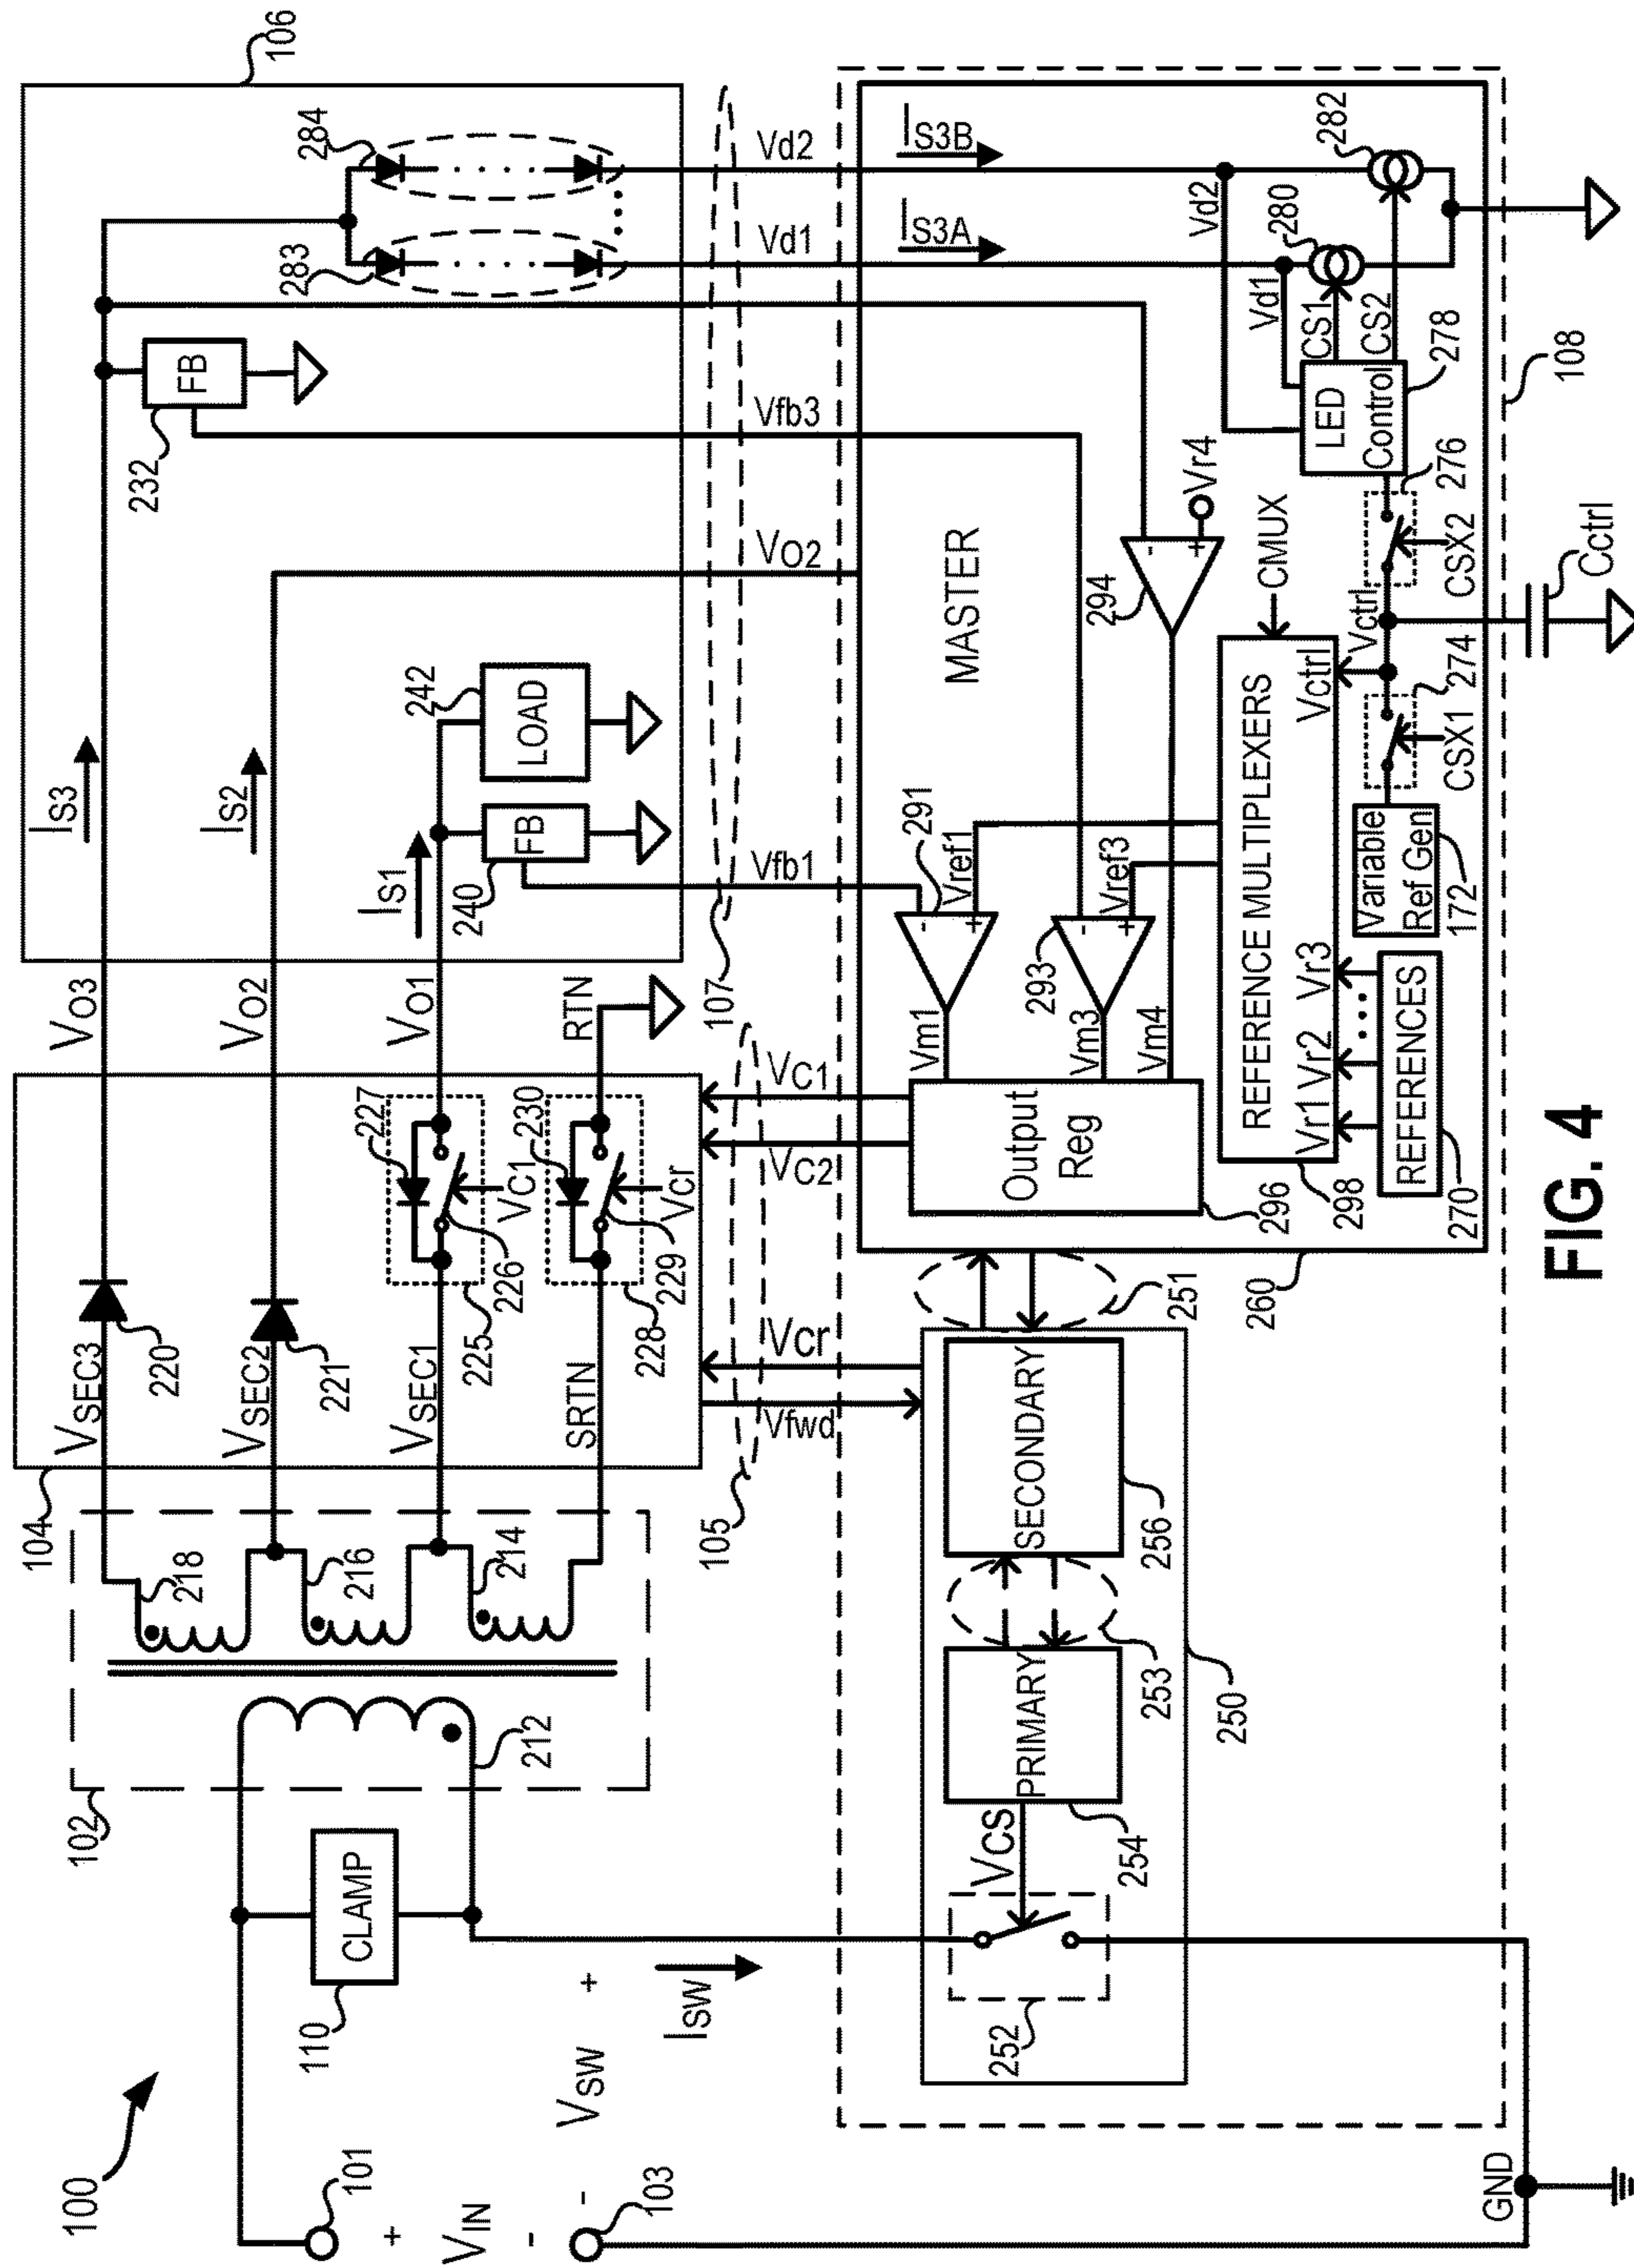 100
101
+
VIN
-
103
VSW
-
+
ISW
GND
110
CLAMP
102
212
218
216
214
104
VSEC3
VSEC2
VSEC1
SRTN
220
221
225
226
227
VC1
228
229
230
Vcr
VO3
VO2
VO1
RTN
IS3
IS2
IS1
106
232
FB
240
FB
242
LOAD
283
284
105
107
Vfwd
Vcr
VC2
VC1
Vfb1
VO2
Vfb3
Vd1
Vd2
IS3A
IS3B
252
VCS
PRIMARY
254
253
SECONDARY
256
250
251
260
MASTER
Output
Reg
296
Vm1
Vm3
Vm4
291
-
+
Vref1
293
-
+
Vref3
294
-
+
Vr4
REFERENCE MULTIPLEXERS
CMUX
298
Vr1
Vr2
Vr3
Vctrl
REFERENCES
270
Variable
Ref Gen
172
274
CSX1
Vctrl
276
CSX2
Cctrl
LED
Control
278
CS1
CS2
Vd1
Vd2
280
282
108
FIG. 4